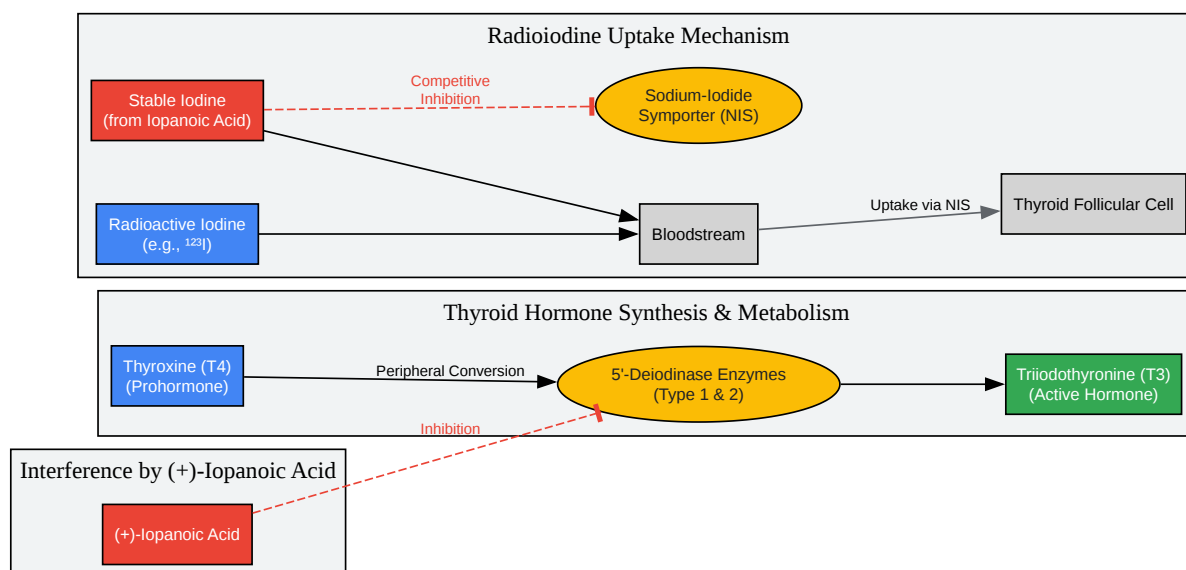 Radioiodine Uptake Mechanism
Stable Iodine
(from Iopanoic Acid)
Competitive
Inhibition
Sodium-Iodide
Symporter (NIS)
Radioactive Iodine
(e.g., ¹²³I)
Bloodstream
Uptake via NIS
Thyroid Follicular Cell
Thyroid Hormone Synthesis & Metabolism
Thyroxine (T4)
(Prohormone)
Peripheral Conversion
5'-Deiodinase Enzymes
(Type 1 & 2)
Triiodothyronine (T3)
(Active Hormone)
Inhibition
Interference by (+)-Iopanoic Acid
(+)-Iopanoic Acid